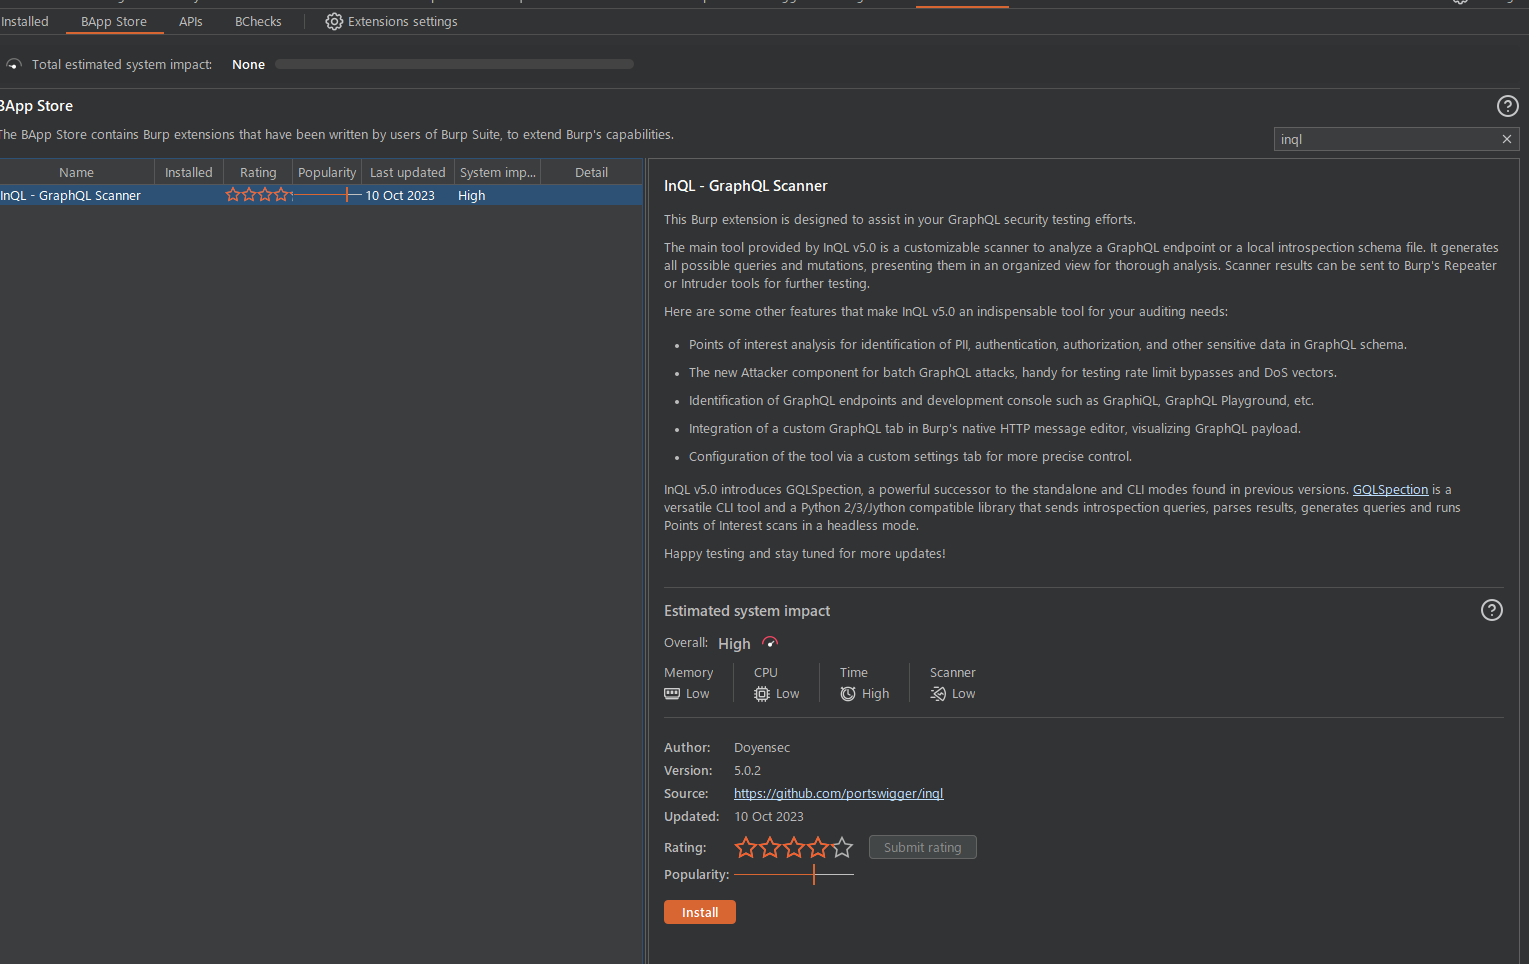 Installed BApp Store APIs BChecks Extensions settings
Total estimated system impact: None
BApp Store
The BApp Store contains Burp extensions that have been written by users of Burp Suite, to extend Burp's capabilities.
inql
Name Installed Rating Popularity Last updated System imp... Detail
InQL - GraphQL Scanner 10 Oct 2023 High
InQL - GraphQL Scanner
This Burp extension is designed to assist in your GraphQL security testing efforts.
The main tool provided by InQL v5.0 is a customizable scanner to analyze a GraphQL endpoint or a local introspection schema file. It generates
all possible queries and mutations, presenting them in an organized view for thorough analysis. Scanner results can be sent to Burp's Repeater
or Intruder tools for further testing.
Here are some other features that make InQL v5.0 an indispensable tool for your auditing needs:
• Points of interest analysis for identification of PII, authentication, authorization, and other sensitive data in GraphQL schema.
• The new Attacker component for batch GraphQL attacks, handy for testing rate limit bypasses and DoS vectors.
• Identification of GraphQL endpoints and development console such as GraphiQL, GraphQL Playground, etc.
• Integration of a custom GraphQL tab in Burp's native HTTP message editor, visualizing GraphQL payload.
• Configuration of the tool via a custom settings tab for more precise control.
InQL v5.0 introduces GQLSpection, a powerful successor to the standalone and CLI modes found in previous versions. GQLSpection is a
versatile CLI tool and a Python 2/3/Jython compatible library that sends introspection queries, parses results, generates queries and runs
Points of Interest scans in a headless mode.
Happy testing and stay tuned for more updates!
Estimated system impact
Overall: High
Memory CPU Time Scanner
Low Low High Low
Author: Doyensec
Version: 5.0.2
Source: https://github.com/portswigger/inql
Updated: 10 Oct 2023
Rating: Submit rating
Popularity:
Install